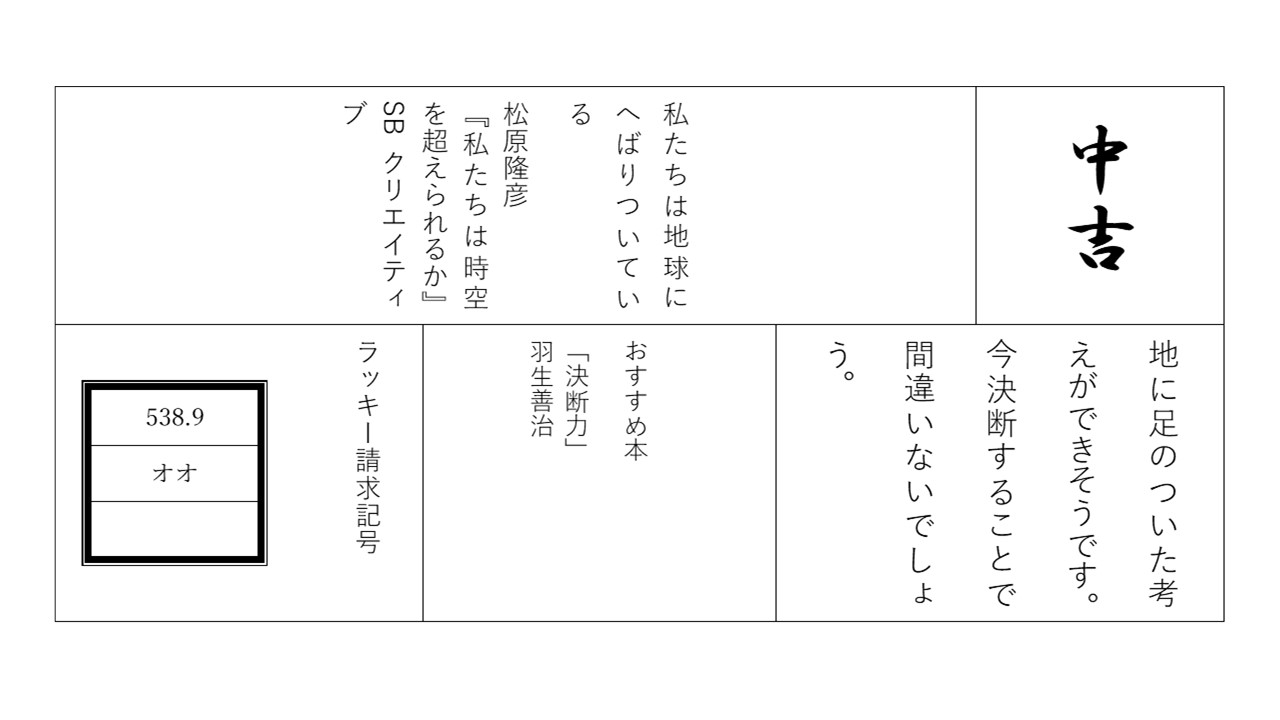 中吉
私たちは地球に
へばりついてい
る
松原隆彦
『私たちは時空
を超えられるか』
SB クリエイティ
ブ
地に足のついた考
えができそうです。
今決断することで
間違いないでしょ
う。
おすすめ本
「決断力」
羽生善治
ラッキー請求記号
538.9
オオ